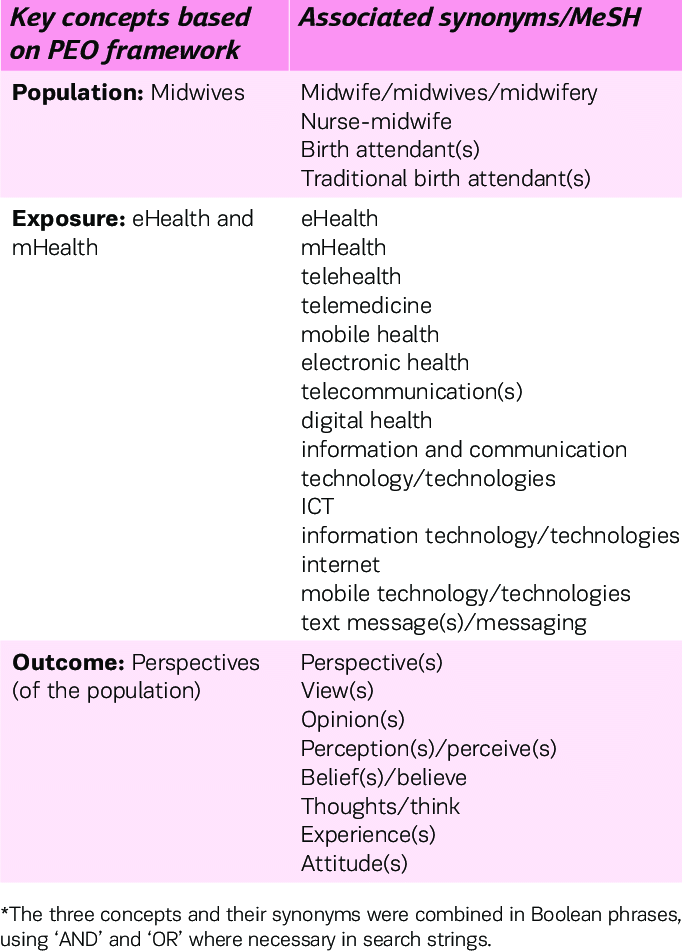 Key concepts based on PEO framework
Associated synonyms/MeSH
Population: Midwives
Midwife/midwives/midwifery
Nurse-midwife
Birth attendant(s)
Traditional birth attendant(s)
Exposure: eHealth and
mHealth
eHealth
mHealth
telehealth
telemedicine
mobile health
electronic health
telecommunication(s)
digital health
information and communication
technology/technologies
ICT
information technology/technologies
internet
mobile technology/technologies
text message(s)/messaging
Outcome: Perspectives
(of the population)
Perspective(s)
View(s)
Opinion(s)
Perception(s)/perceive(s)
Belief(s)/believe
Thoughts/think
Experience(s)
Attitude(s)
*The three concepts and their synonyms were combined in Boolean phrases,
using ‘AND’ and ‘OR’ where necessary in search strings.